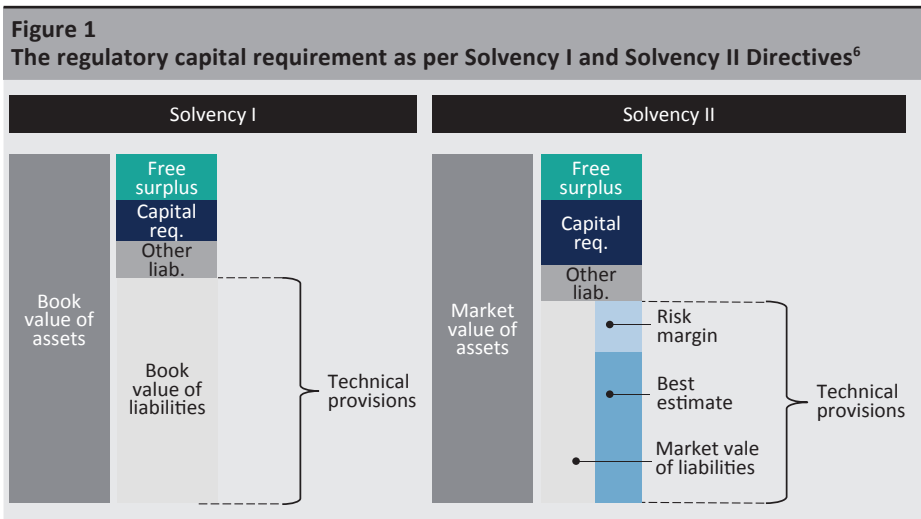 Figure 1
The regulatory capital requirement as per Solvency I and Solvency II Directives⁶
Solvency I
Book
value of
assets
Free
surplus
Capital
req.
Other
liab.
Book
value of
liabilities
Technical
provisions
Solvency II
Market
value of
assets
Free
surplus
Capital
req.
Other
liab.
Risk
margin
Best
estimate
Market vale
of liabilities
Technical
provisions